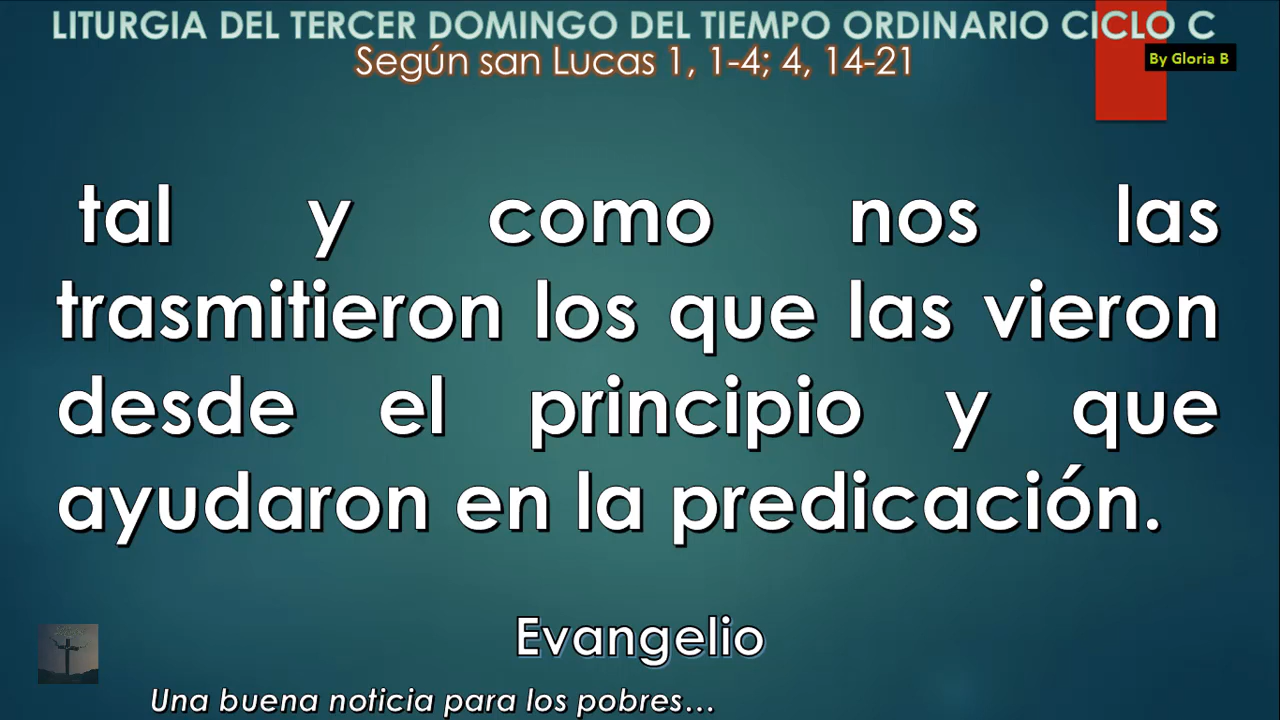 LITURGIA DEL TERCER DOMINGO DEL TIEMPO ORDINARIO CICLO C
Según san Lucas 1, 1-4; 4, 14-21
By Gloria B
tal y como nos las
trasmitieron los que las vieron
desde el principio y que
ayudaron en la predicación.
Evangelio
Una buena noticia para los pobres...